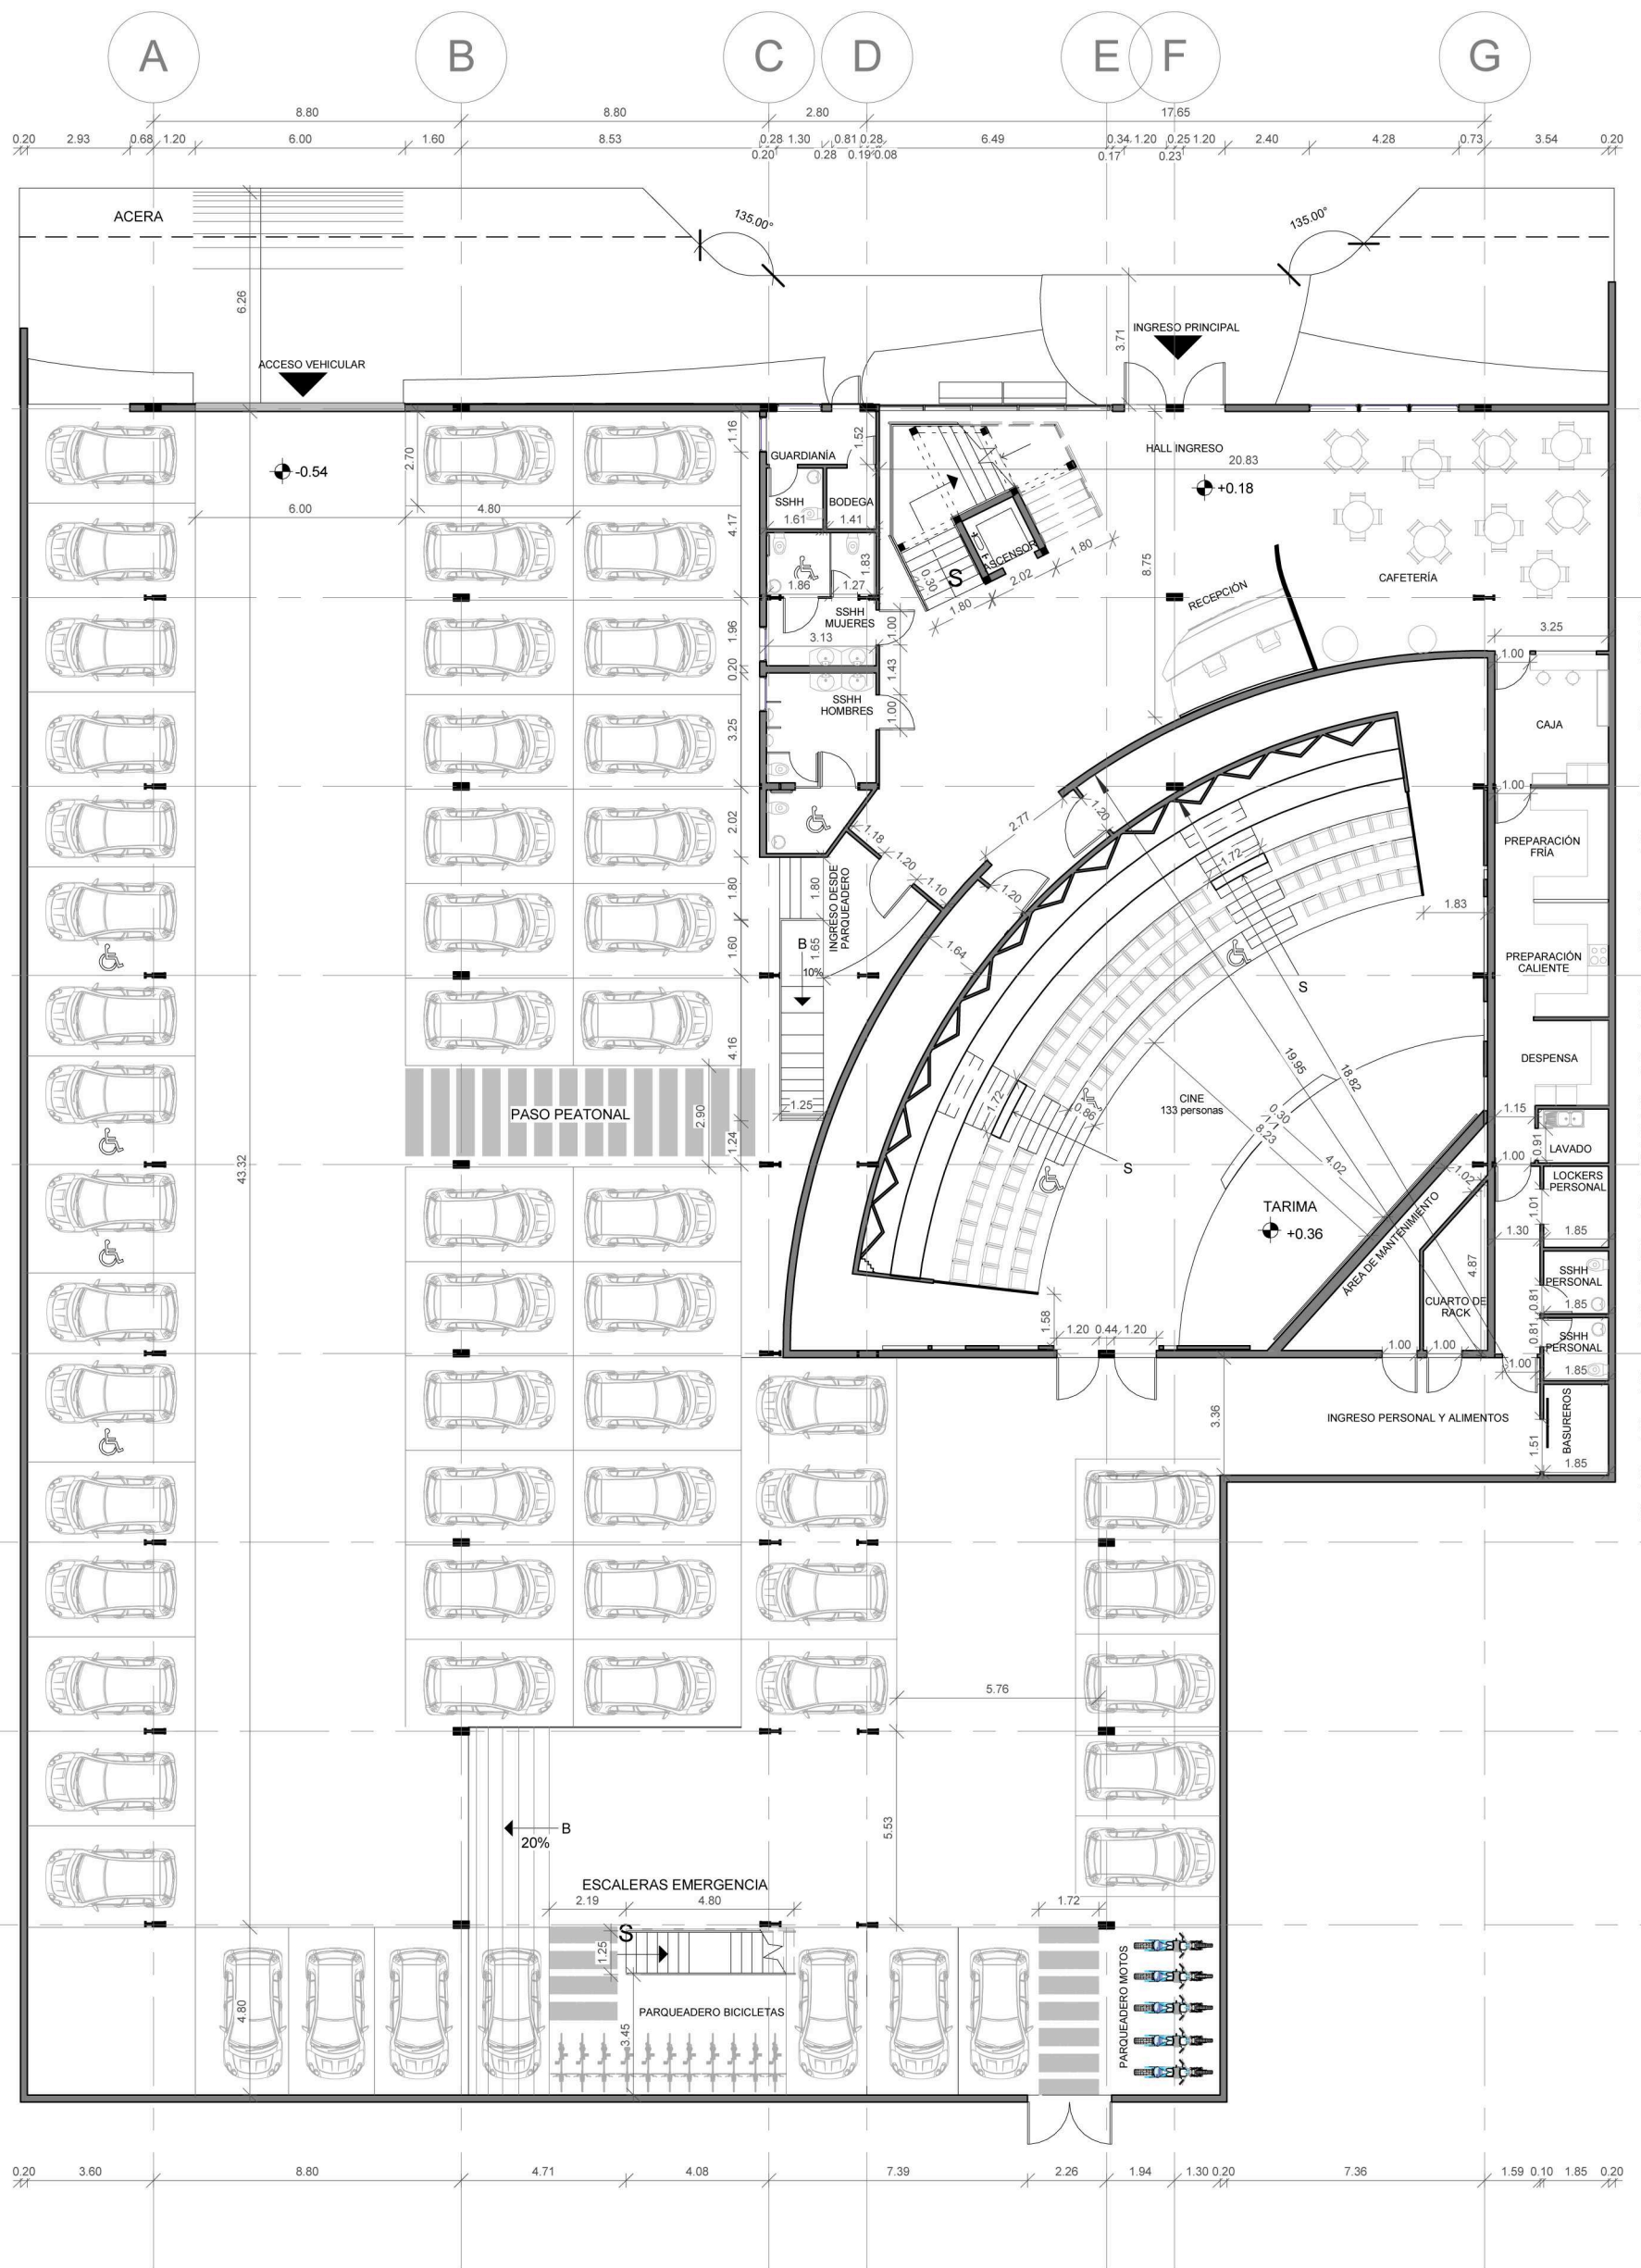 A
B
C
D
E
F
G
8.80
8.80
2.80
17.65
0.20
2.93
0.68
1.20
6.00
1.60
8.53
0.28
1.30
0.81
0.28
6.49
0.34
1.20
0.25
1.20
2.40
4.28
0.73
3.54
0.20
0.20
0.28
0.19
0.08
0.17
0.23
ACERA
135.00°
135.00°
6.26
3.71
INGRESO PRINCIPAL
ACCESO VEHICULAR
-0.54
2.70
1.16
1.52
GUARDIANÍA
HALL INGRESO
20.83
+0.18
SSHH
BODEGA
1.61
1.41
6.00
4.80
4.17
1.83
1.86
1.27
ASCENSOR
0.30
S
1.80
2.02
1.80
8.75
CAFETERÍA
RECEPCIÓN
SSHH
MUJERES
1.00
1.96
3.13
3.25
1.43
0.20
1.00
SSHH
HOMBRES
1.00
3.25
CAJA
1.00
2.02
1.18
1.20
1.10
2.77
1.20
1.20
1.72
PREPARACIÓN
FRÍA
1.80
1.80
INGRESO DESDE
PARQUEADERO
1.83
B
1.65
10%
1.60
1.64
PREPARACIÓN
CALIENTE
S
4.16
19.95
18.82
DESPENSA
PASO PEATONAL
2.90
1.25
1.24
1.72
0.86
CINE
133 personas
0.30
8.23
4.02
S
1.15
0.91
LAVADO
1.00
1.02
LOCKERS
PERSONAL
43.32
TARIMA
+0.36
1.01
1.30
1.85
ÁREA DE MANTENIMIENTO
4.87
SSHH
PERSONAL
1.85
CUARTO DE
RACK
0.81
0.81
SSHH
PERSONAL
1.58
1.20
0.44
1.20
1.00
1.00
1.00
1.85
3.36
INGRESO PERSONAL Y ALIMENTOS
BASUREROS
1.51
1.85
5.76
5.53
B
20%
ESCALERAS EMERGENCIA
2.19
4.80
1.72
S
1.25
PARQUEADERO BICICLETAS
PARQUEADERO MOTOS
4.80
3.45
0.20
3.60
8.80
4.71
4.08
7.39
2.26
1.94
1.30
0.20
7.36
1.59
0.10
1.85
0.20